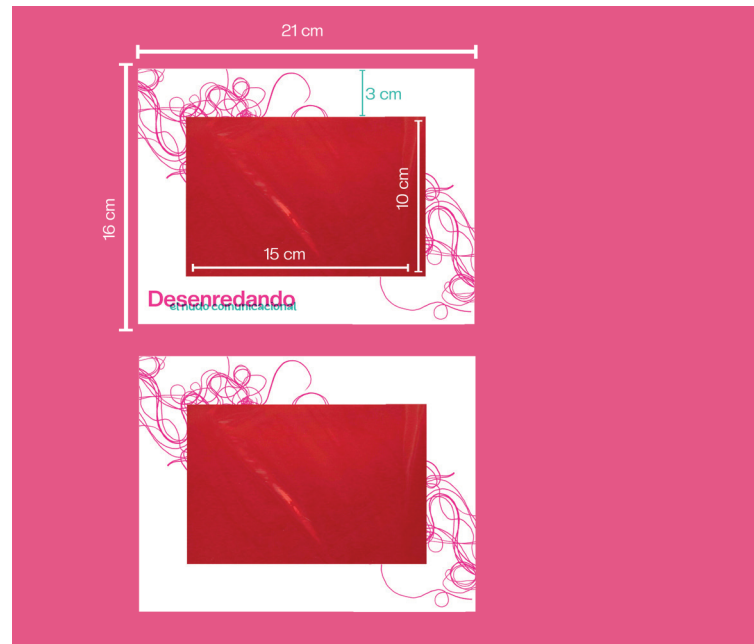 21 cm
3 cm
16 cm
10 cm
15 cm
Desenredando
el nudo comunicacional